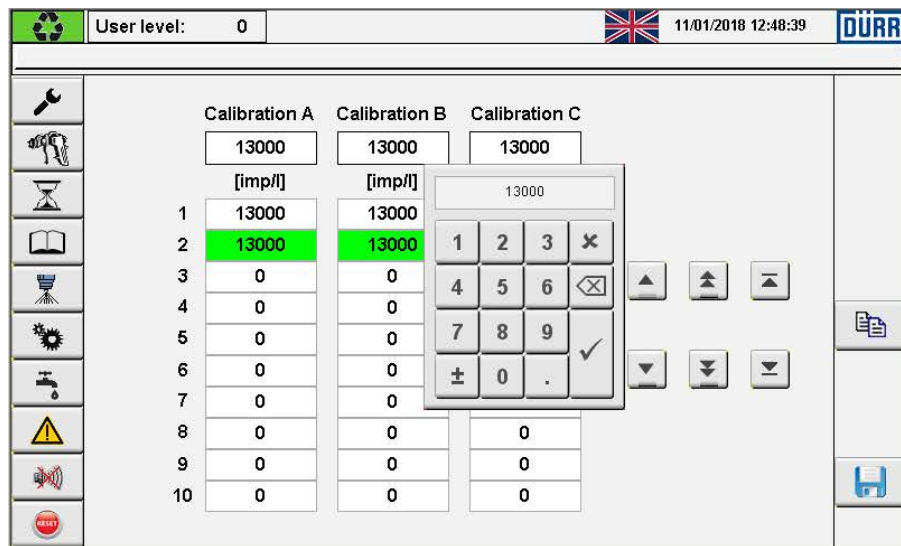 User level: 0 11/01/2018 12:48:39 DÜRR
Calibration A Calibration B Calibration C
13000 13000 13000
[imp/l] [imp/l]
13000
1 13000 13000
2 13000 13000 1 2 3
3 0 0
4 0 0 4 5 6
5 0 0 7 8 9
6 0 0 ± 0 .
7 0 0
8 0 0 0
9 0 0 0
10 0 0 0
RESET